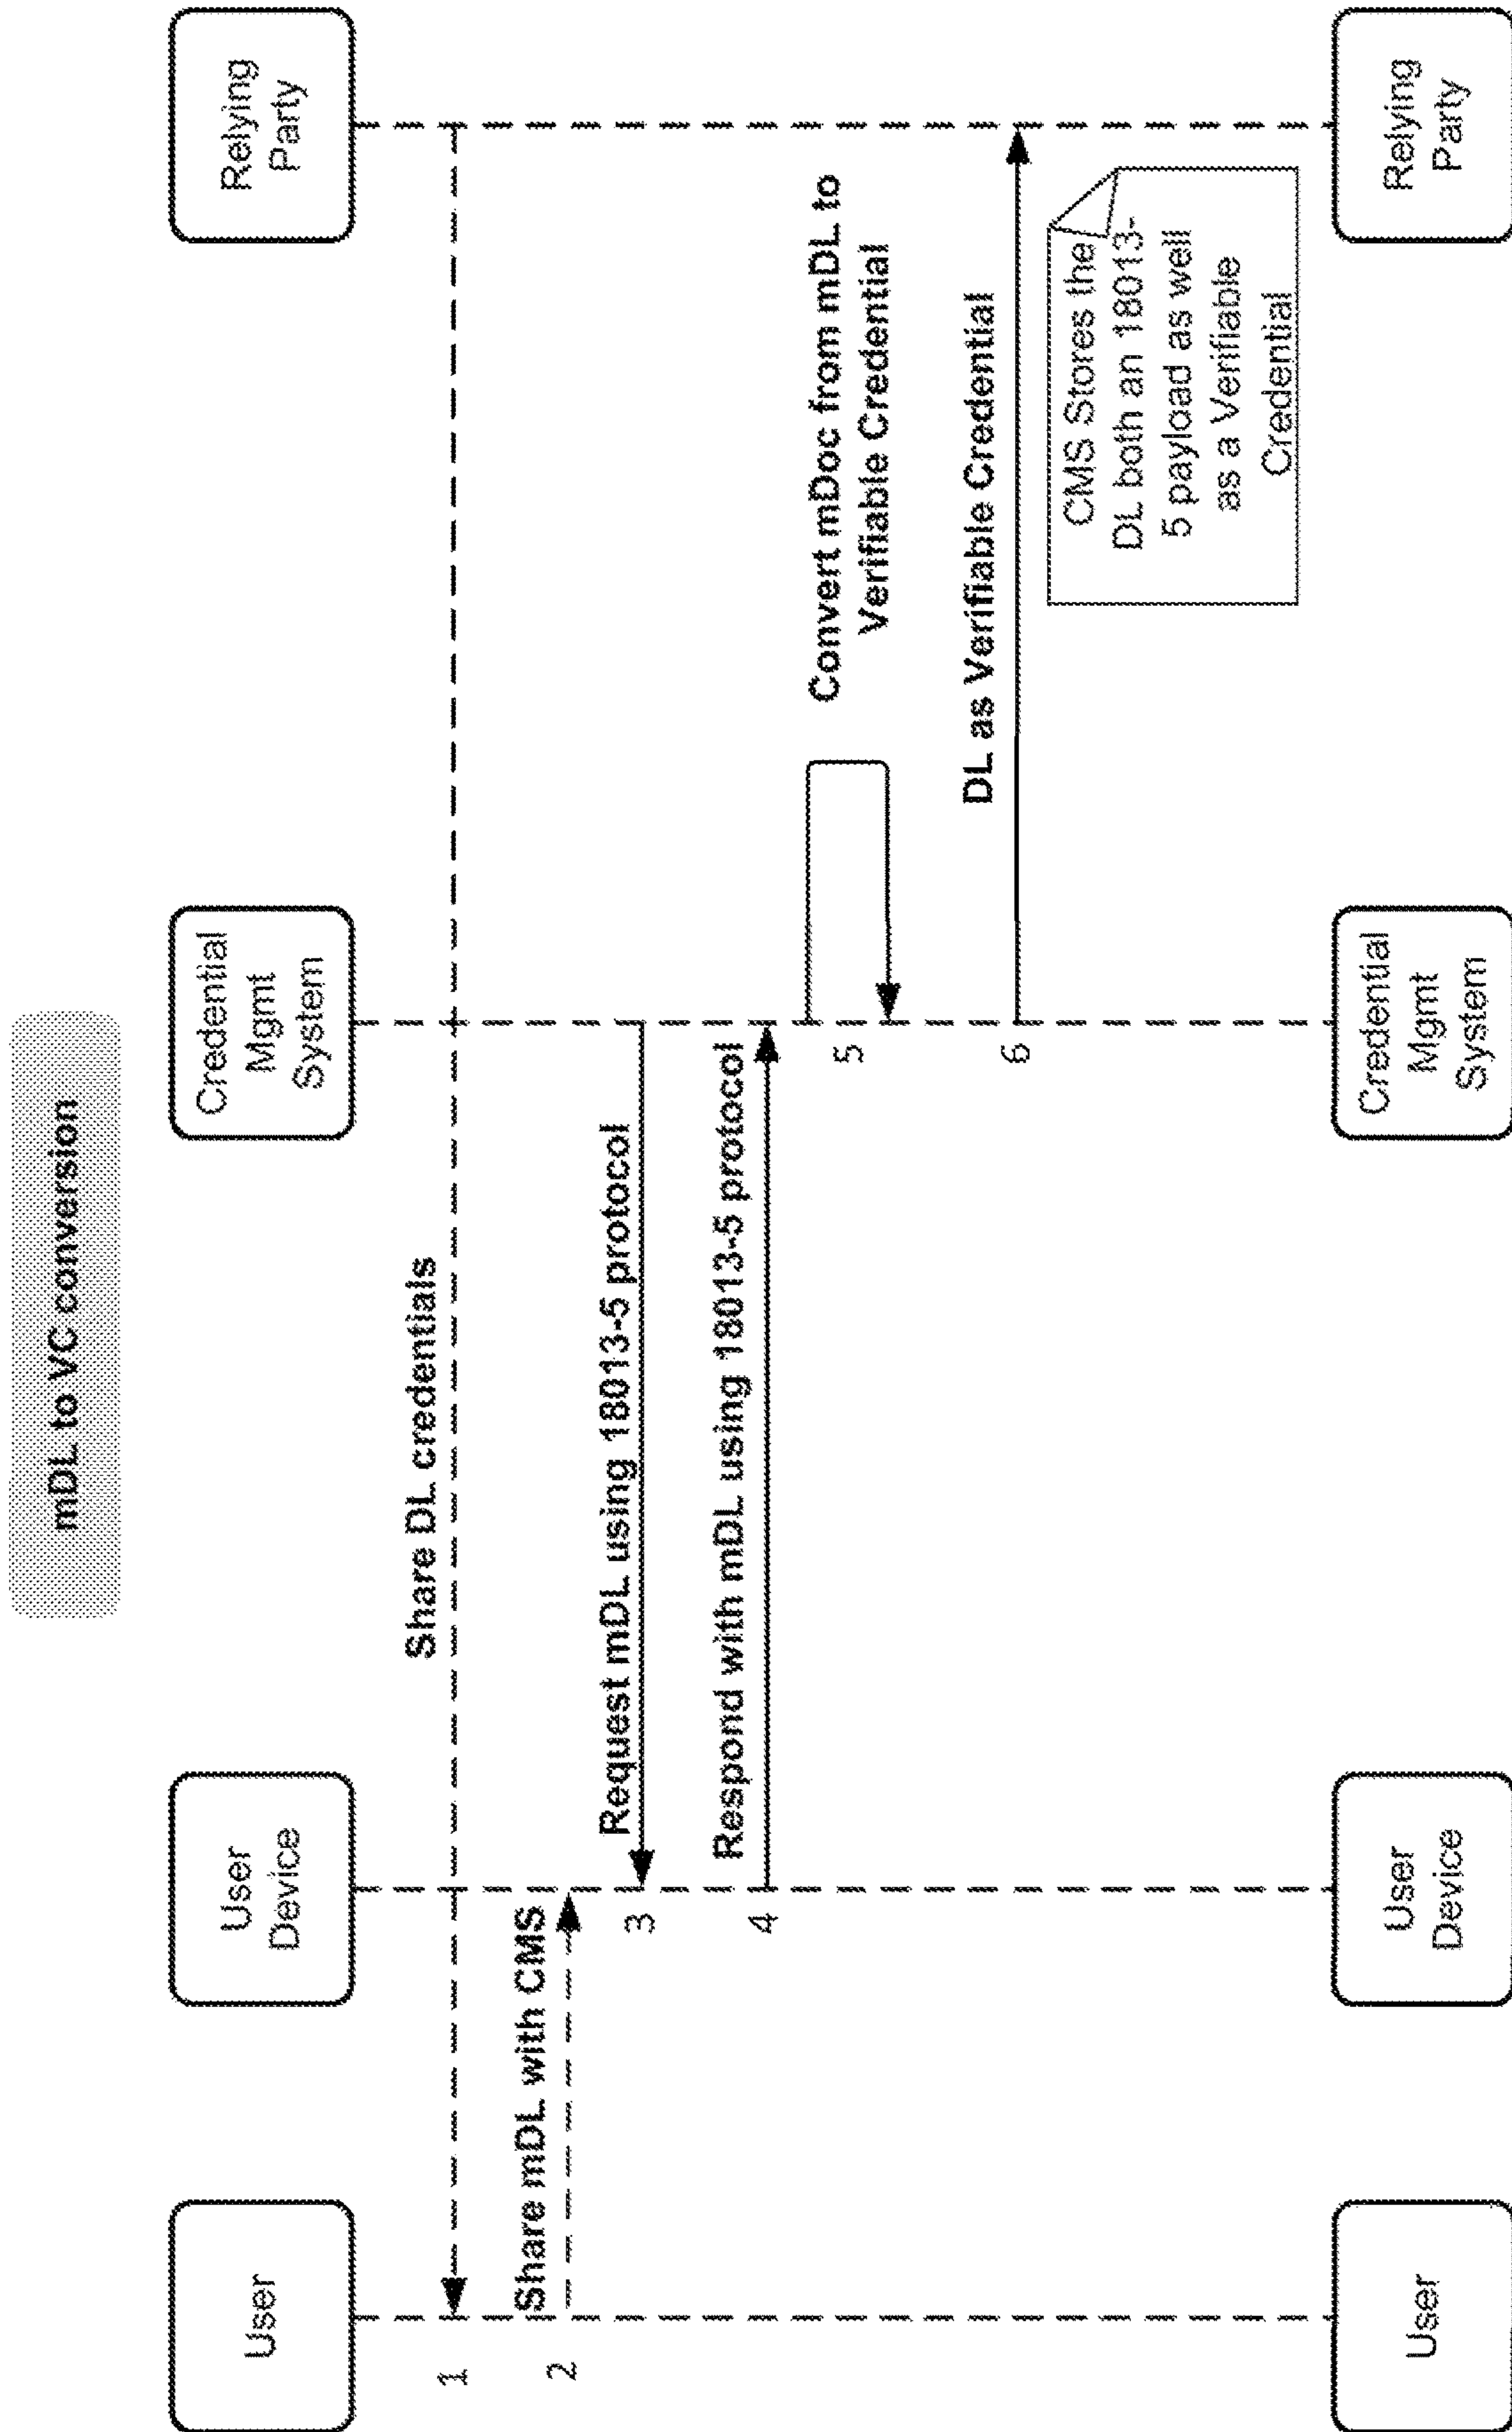 mDL to VC conversion
User
User
Device
Credential
Mgmt
System
Relying
Party
1
Share DL credentials
2
Share mDL with CMS
Request mDL using 18013-5 protocol
3
Respond with mDL using 18013-5 protocol
4
Convert mDoc from mDL to
Verifiable Credential
5
DL as Verifiable Credential
6
CMS Stores the
DL both an 18013-
5 payload as well
as a Verifiable
Credential
User
User
Device
Credential
Mgmt
System
Relying
Party